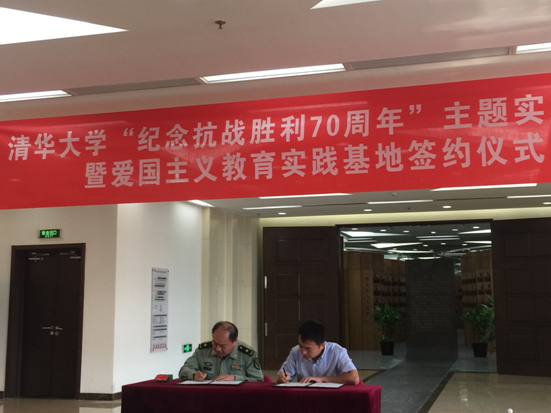 清华大学“纪念抗战胜利70周年”主题实
暨爱国主义教育实践基地签约仪式